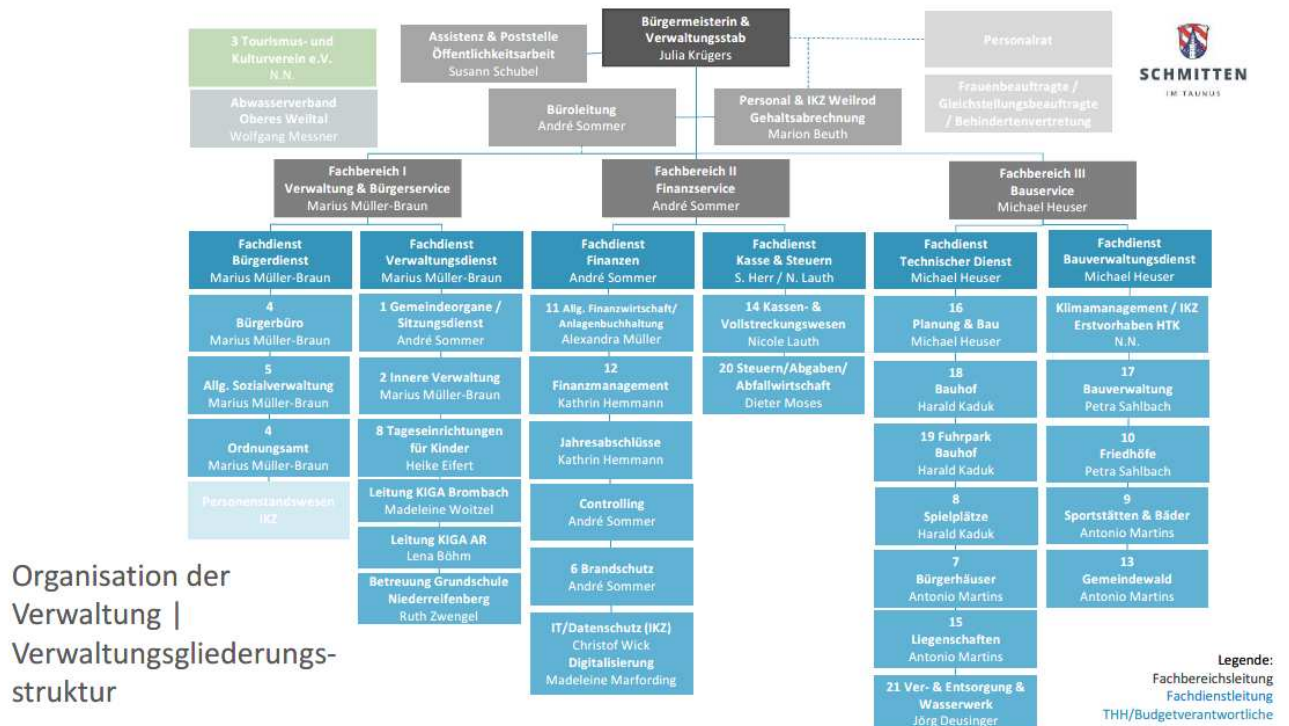 3 Tourismus- und
Kulturverein e.V.
N.N.
Abwasserverband
Oberes Weiltal
Wolfgang Messner
Assistenz & Poststelle
Öffentlichkeitsarbeit
Susann Schubel
Bürgermeisterin &
Verwaltungsstab
Julia Krügers
Personalrat
Frauenbeauftragte /
Gleichstellungsbeauftragte
/ Behindertenvertretung
SCHMITTEN
IM TAUNUS
Büroleitung
André Sommer
Personal & IKZ Weilrod
Gehaltsabrechnung
Marion Beuth
Fachbereich I
Verwaltung & Bürgerservice
Marius Müller-Braun
Fachbereich II
Finanzservice
André Sommer
Fachbereich III
Bauservice
Michael Heuser
Fachdienst
Bürgerdienst
Marius Müller-Braun
4
Bürgerbüro
Marius Müller-Braun
5
Allg. Sozialverwaltung
Marius Müller-Braun
4
Ordnungsamt
Marius Müller-Braun
Personenstandswesen
IKZ
Fachdienst
Verwaltungsdienst
Marius Müller-Braun
1 Gemeindeorgane /
Sitzungsdienst
André Sommer
2 Innere Verwaltung
Marius Müller-Braun
8 Tageseinrichtungen
für Kinder
Heike Eifert
Leitung KIGA Brombach
Madeleine Woitzel
Leitung KIGA AR
Lena Böhm
Betreuung Grundschule
Niederreifenberg
Ruth Zwengel
Fachdienst
Finanzen
André Sommer
11 Allg. Finanzwirtschaft/
Anlagenbuchhaltung
Alexandra Müller
12
Finanzmanagement
Kathrin Hemmann
Jahresabschlüsse
Kathrin Hemmann
Controlling
André Sommer
6 Brandschutz
André Sommer
IT/Datenschutz (IKZ)
Christof Wick
Digitalisierung
Madeleine Marfording
Fachdienst
Kasse & Steuern
S. Herr / N. Lauth
14 Kassen- &
Vollstreckungswesen
Nicole Lauth
20 Steuern/Abgaben/
Abfallwirtschaft
Dieter Moses
Fachdienst
Technischer Dienst
Michael Heuser
16
Planung & Bau
Michael Heuser
18
Bauhof
Harald Kaduk
19 Fuhrpark
Bauhof
Harald Kaduk
8
Spielplätze
Harald Kaduk
7
Bürgerhäuser
Antonio Martins
15
Liegenschaften
Antonio Martins
21 Ver- & Entsorgung &
Wasserwerk
Jörg Deusinger
Fachdienst
Bauverwaltungsdienst
Michael Heuser
Klimamanagement / IKZ
Erstvorhaben HTK
N.N.
17
Bauverwaltung
Petra Sahlbach
10
Friedhöfe
Petra Sahlbach
9
Sportstätten & Bäder
Antonio Martins
13
Gemeindewald
Antonio Martins
Organisation der
Verwaltung |
Verwaltungsgliederungs-
struktur
Legende:
Fachbereichsleitung
Fachdienstleitung
THH/Budgetverantwortliche